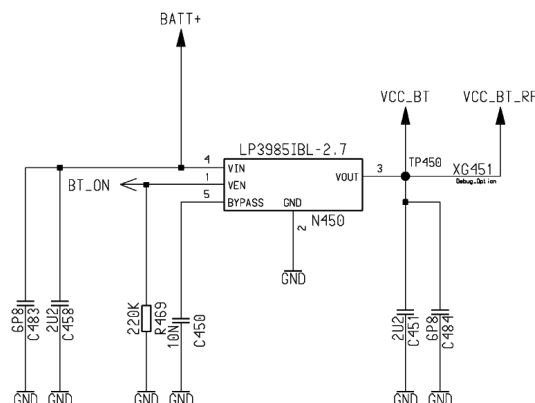 BATT+
VCC_BT
VCC_BT_RF
LP3985IBL-2.7
4
VIN
VOUT
3
TP450
XG451
Debug_Option
BT_ON
1
VEN
5
BYPASS
GND
N450
2
GND
6P8
C483
2U2
C458
220K
R469
10N
C450
2U2
C451
6P8
C484
GND
GND
GND
GND
GND
GND